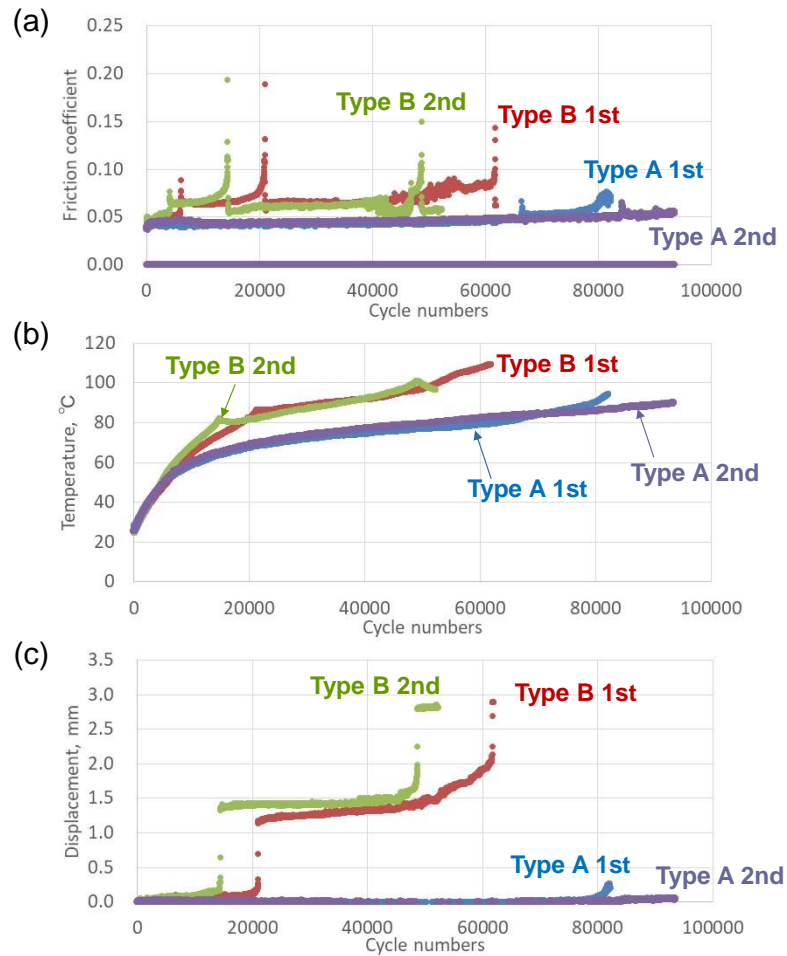 (a)
0.25
0.20
0.15
0.10
0.05
0.00
Friction coefficient
Type B 2nd
Type B 1st
Type A 1st
Type A 2nd
0
20000
40000
60000
80000
100000
Cycle numbers
(b)
120
100
80
60
40
20
0
Temperature, ℃
Type B 2nd
Type B 1st
Type A 1st
Type A 2nd
0
20000
40000
60000
80000
100000
Cycle numbers
(c)
3.5
3.0
2.5
2.0
1.5
1.0
0.5
0.0
Displacement, mm
Type B 2nd
Type B 1st
Type A 1st
Type A 2nd
0
20000
40000
60000
80000
100000
Cycle numbers